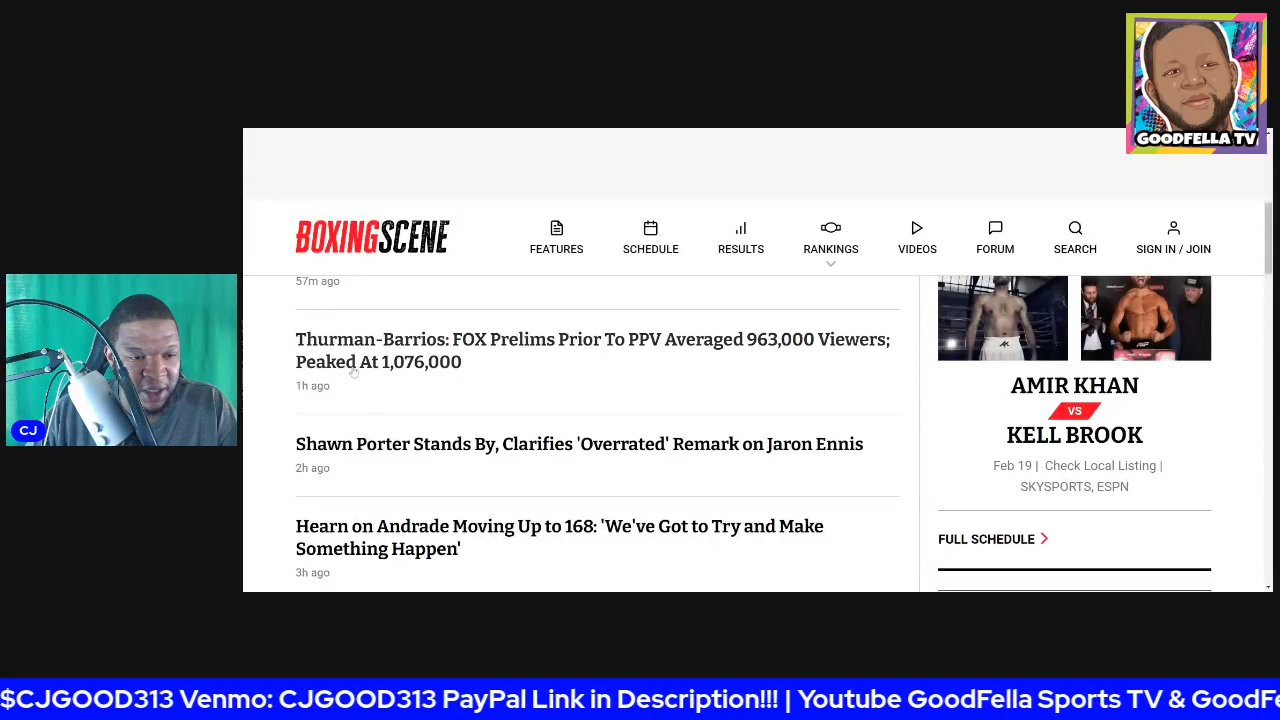 GOODFELLA TV
BOXINGSCENE
FEATURES
SCHEDULE
RESULTS
RANKINGS
VIDEOS
FORUM
SEARCH
SIGN IN / JOIN
57m ago
Thurman-Barrios: FOX Prelims Prior To PPV Averaged 963,000 Viewers;
Peaked At 1,076,000
1h ago
Shawn Porter Stands By, Clarifies 'Overrated' Remark on Jaron Ennis
2h ago
Hearn on Andrade Moving Up to 168: 'We've Got to Try and Make
Something Happen'
3h ago
AK
AMIR KHAN
VS
KELL BROOK
Feb 19 | Check Local Listing |
SKYSPORTS, ESPN
FULL SCHEDULE
CJ
$CJGOOD313 Venmo: CJGOOD313 PayPal Link in Description!!! | Youtube GoodFella Sports TV & GoodFe